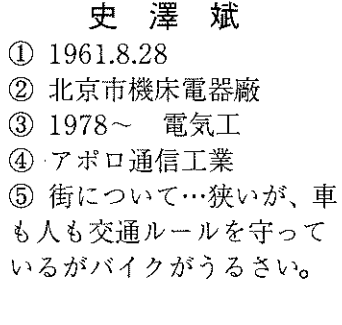 史 澤 斌
① 1961.8.28
② 北京市機床電器廠
③ 1978～ 電気工
④ アポロ通信工業
⑤ 街について…狭いが、車
も人も交通ルールを守って
いるがバイクがうるさい。